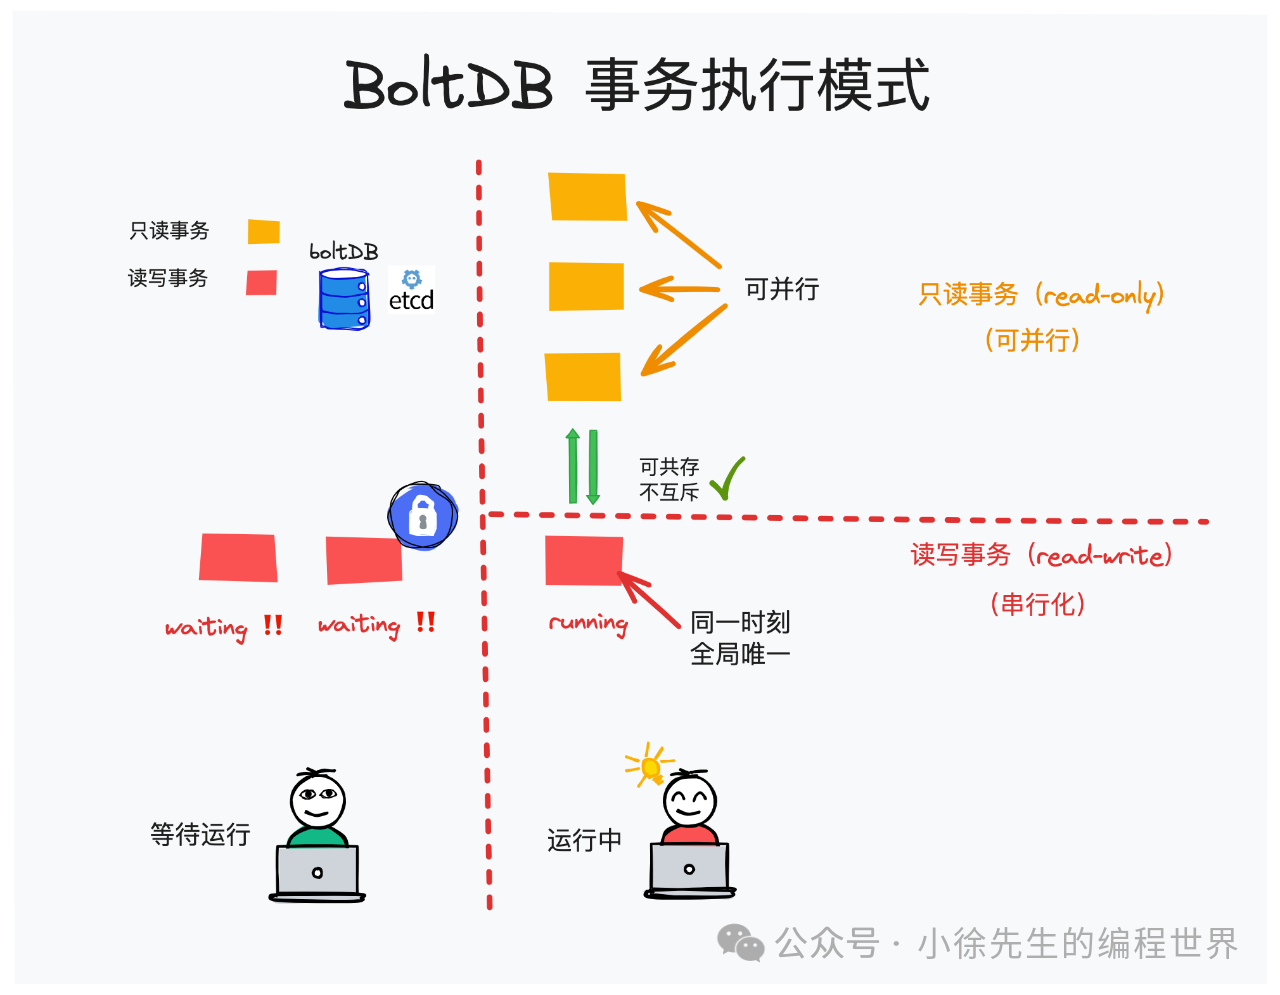 BoltDB 事务执行模式
只读事务
读写事务
boltDB
etcd
可并行
只读事务（read-only）
（可并行）
可共存
不互斥
读写事务（read-write）
（串行化）
waiting !!
waiting !!
running
同一时刻
全局唯一
等待运行
运行中
公众号 · 小徐先生的编程世界